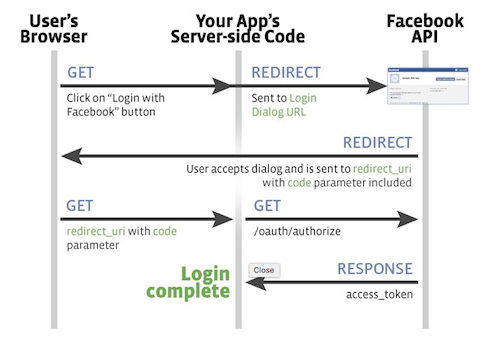 User's
Browser
Your App's
Server-side Code
Facebook
API
GET
Click on "Login with
Facebook" button
REDIRECT
Sent to Login
Dialog URL
REDIRECT
User accepts dialog and is sent to redirect_uri
with code parameter included
GET
redirect_uri with code
parameter
GET
/oauth/authorize
Login
complete
Close
RESPONSE
access_token